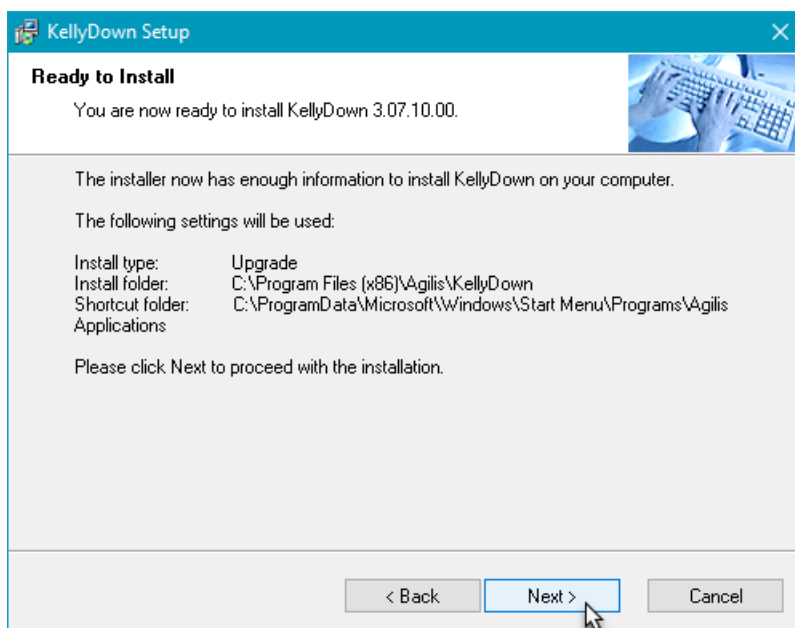 KellyDown Setup
Ready to Install
You are now ready to install KellyDown 3.07.10.00.
The installer now has enough information to install KellyDown on your computer.
The following settings will be used:
Install type: Upgrade
Install folder: C:\Program Files (x86)\Agilis\KellyDown
Shortcut folder: C:\ProgramData\Microsoft\Windows\Start Menu\Programs\Agilis
Applications
Please click Next to proceed with the installation.
< Back Next > Cancel